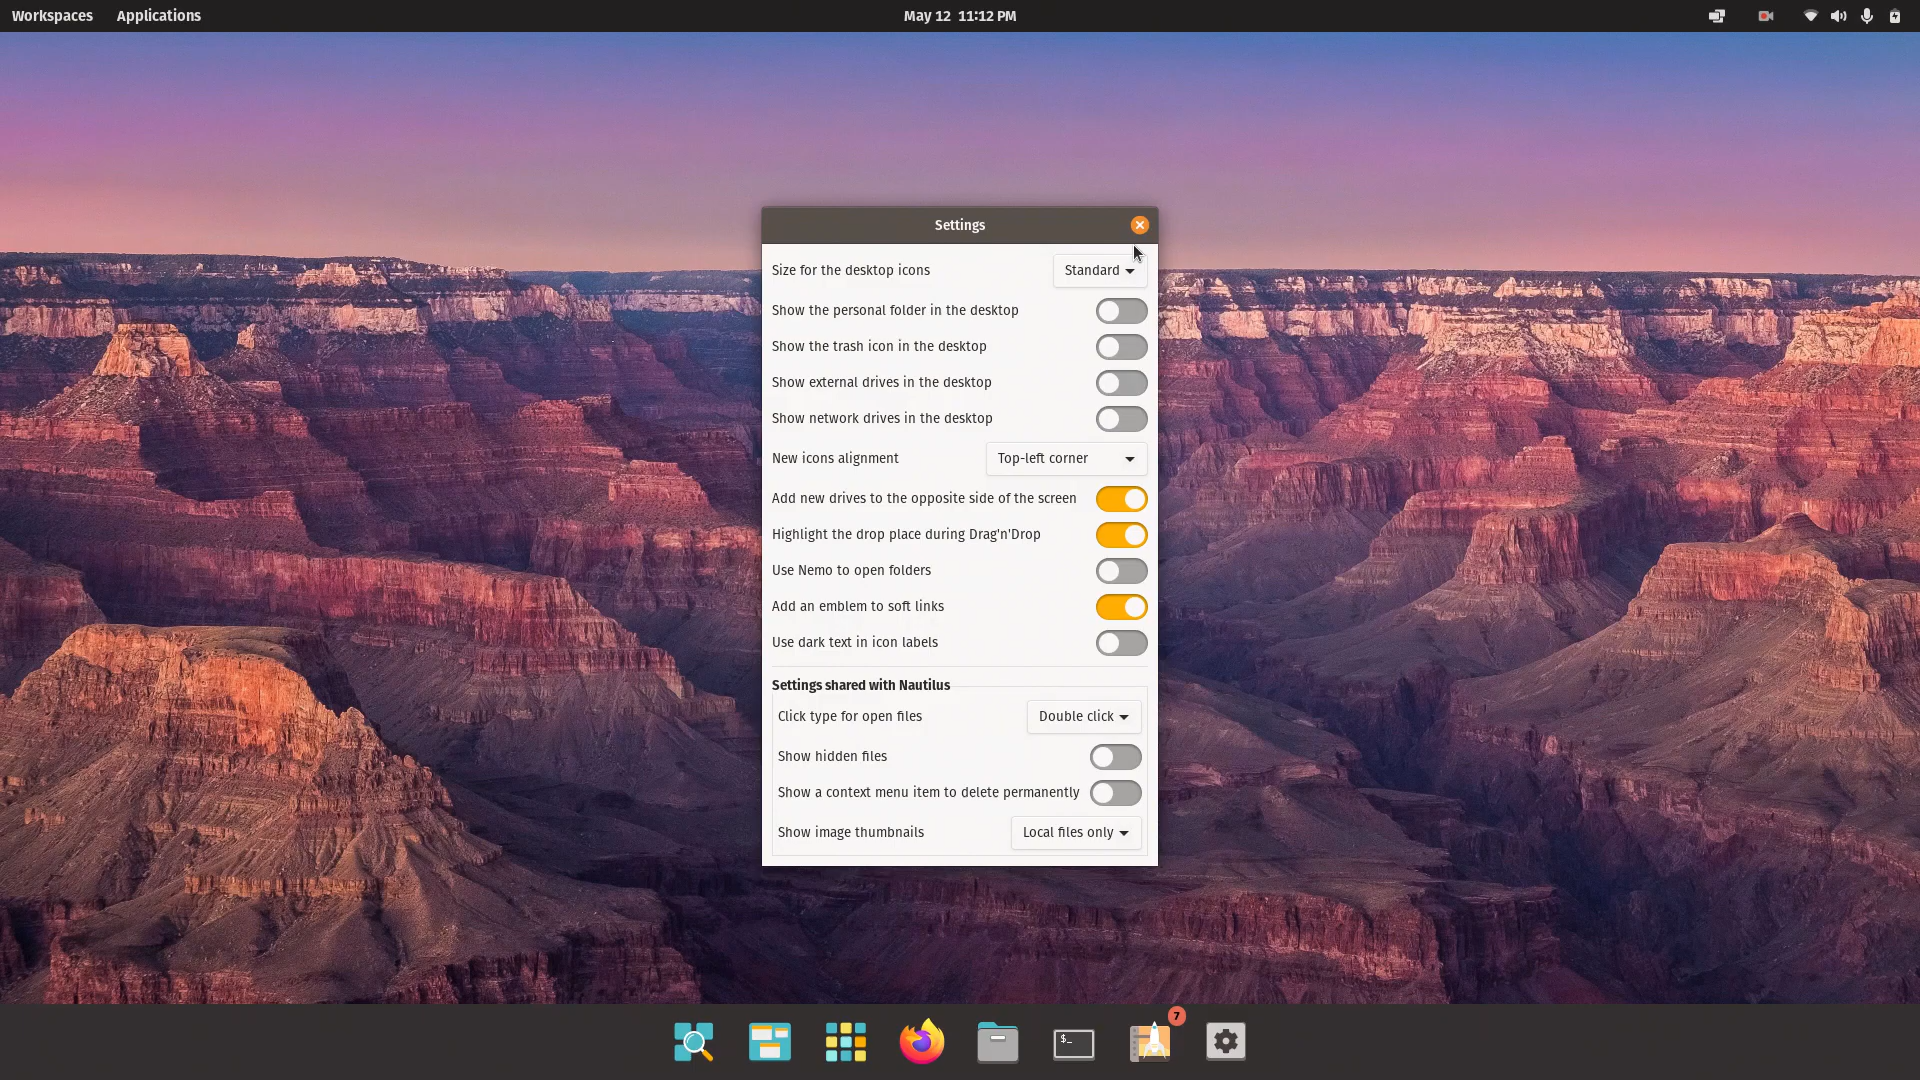 Workspaces Applications May 12 11:12 PM
Settings
Size for the desktop icons Standard
Show the personal folder in the desktop
Show the trash icon in the desktop
Show external drives in the desktop
Show network drives in the desktop
New icons alignment Top-left corner
Add new drives to the opposite side of the screen
Highlight the drop place during Drag'n'Drop
Use Nemo to open folders
Add an emblem to soft links
Use dark text in icon labels
Settings shared with Nautilus
Click type for open files Double click
Show hidden files
Show a context menu item to delete permanently
Show image thumbnails Local files only
7
$_